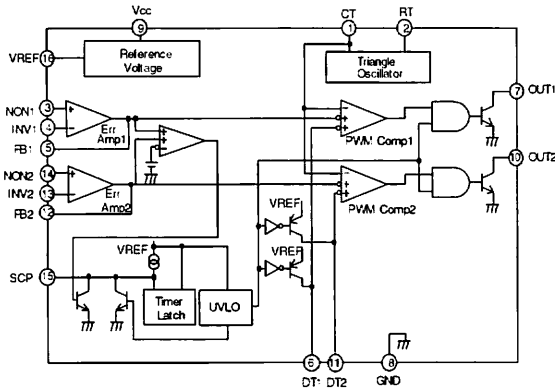 Vcc
9
CT
1
RT
2
VREF
16
Reference
Voltage
Triangle
Oscillator
NON1
3
INV1
4
FB1
5
Err
Amp1
PWM Comp1
7
OUT1
NON2
14
INV2
13
FB2
12
Err
Amp2
PWM Comp2
10
OUT2
VREF
VREF
VREF
SCP
15
Timer
Latch
UVLO
6
DT1
11
DT2
8
GND